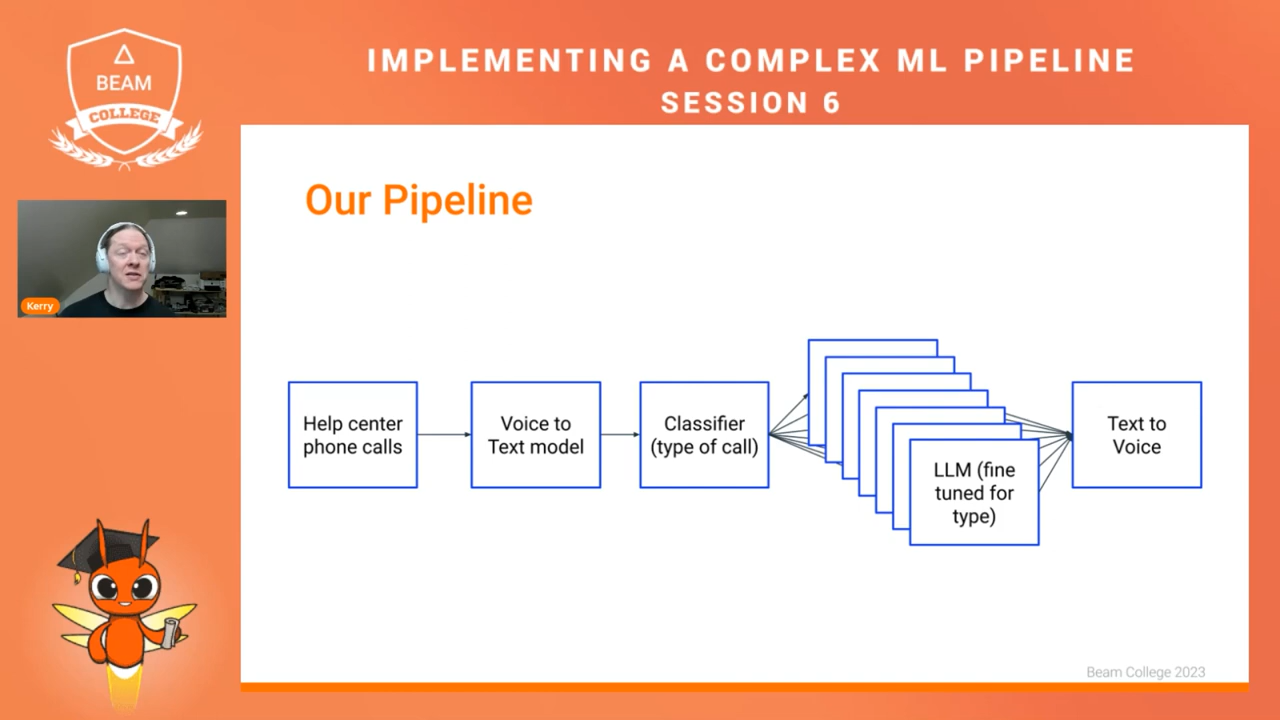 BEAM
COLLEGE
IMPLEMENTING A COMPLEX ML PIPELINE
SESSION 6
Kerry
Our Pipeline
Help center
phone calls
Voice to
Text model
Classifier
(type of call)
LLM (fine
tuned for
type)
Text to
Voice
Beam College 2023